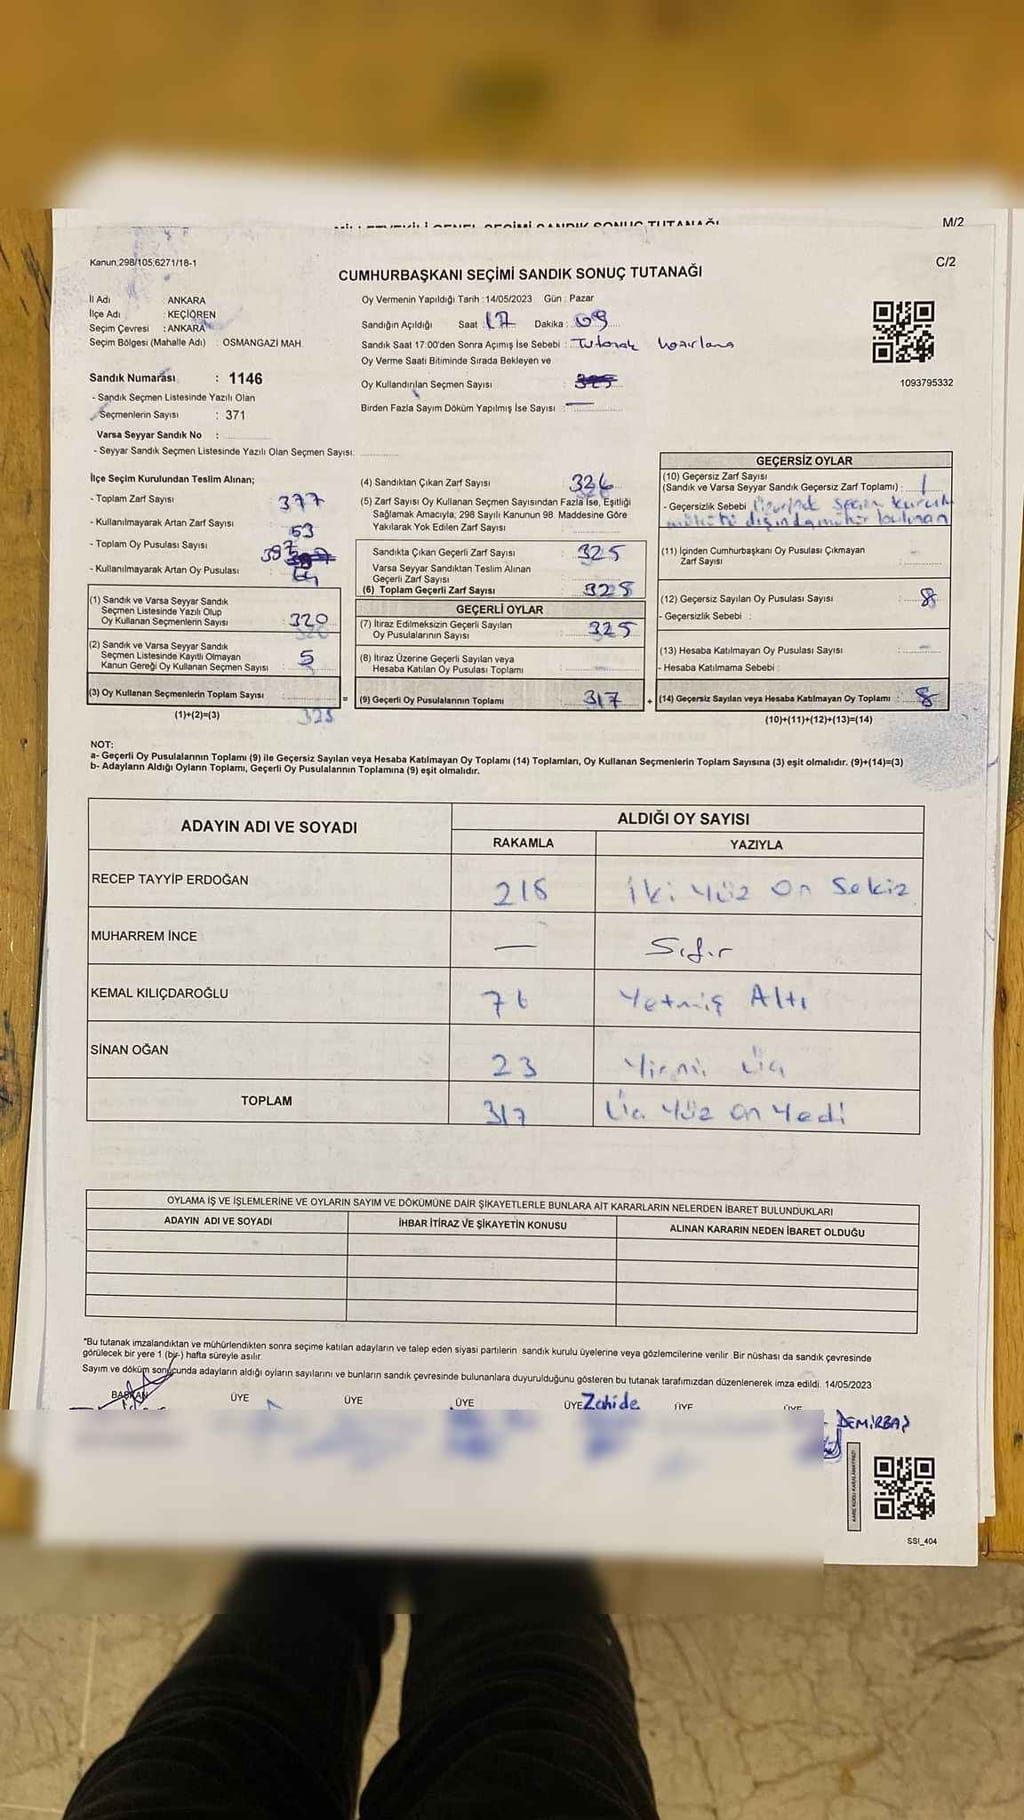 M/2
Kanun 298/105,6271/18-1
C/2
CUMHURBAŞKANI SEÇİMİ SANDIK SONUÇ TUTANAĞI
İl Adı : ANKARA
İlçe Adı : KEÇİÖREN
Seçim Çevresi : ANKARA
Seçim Bölgesi (Mahalle Adı) : OSMANGAZİ MAH.
Oy Vermenin Yapıldığı Tarih : 14/05/2023 Gün : Pazar
Sandığın Açıldığı Saat : 17 Dakika : 09
Sandık Saat 17.00'den Sonra Açımış İse Sebebi : Tutanak
Oy Verme Saati Bitiminde Sırada Bekleyen ve
Oy Kullandırılan Seçmen Sayısı :
Birden Fazla Sayım Döküm Yapılmış İse Sayısı : —
1093795332
Sandık Numarası : 1146
- Sandık Seçmen Listesinde Yazılı Olan
Seçmenlerin Sayısı : 371
Varsa Seyyar Sandık No :
- Seyyar Sandık Seçmen Listesinde Yazılı Olan Seçmen Sayısı:
İlçe Seçim Kurulundan Teslim Alınan;
- Toplam Zarf Sayısı 377
- Kullanılmayarak Artan Zarf Sayısı 53
- Toplam Oy Pusulası Sayısı
- Kullanılmayarak Artan Oy Pusulası
(1) Sandık ve Varsa Seyyar Sandık
Seçmen Listesinde Yazılı Olup
Oy Kullanan Seçmenlerin Sayısı 320
(2) Sandık ve Varsa Seyyar Sandık
Seçmen Listesinde Kayıtlı Olmayan
Kanun Gereği Oy Kullanan Seçmen Sayısı 5
(3) Oy Kullanan Seçmenlerin Toplam Sayısı =
(1)+(2)=(3) 325
(4) Sandıktan Çıkan Zarf Sayısı 326
(5) Zarf Sayısı Oy Kullanan Seçmen Sayısından Fazla İse, Eşitliği
Sağlamak Amacıyla, 298 Sayılı Kanunun 98. Maddesine Göre
Yakılarak Yok Edilen Zarf Sayısı
Sandıkta Çıkan Geçerli Zarf Sayısı : 325
Varsa Seyyar Sandıktan Teslim Alınan
Geçerli Zarf Sayısı
(6) Toplam Geçerli Zarf Sayısı : 325
GEÇERLİ OYLAR
(7) İtiraz Edilmeksizin Geçerli Sayılan
Oy Pusulalarının Sayısı : 325
(8) İtiraz Üzerine Geçerli Sayılan veya
Hesaba Katılan Oy Pusulası Toplamı : —
(9) Geçerli Oy Pusulalarının Toplamı : 317 +
GEÇERSİZ OYLAR
(10) Geçersiz Zarf Sayısı
(Sandık ve Varsa Seyyar Sandık Geçersiz Zarf Toplamı) : 1
- Geçersizlik Sebebi : Üzerinde seçim kurulu
mührü dışında mühür bulunan
(11) İçinden Cumhurbaşkanı Oy Pusulası Çıkmayan
Zarf Sayısı
(12) Geçersiz Sayılan Oy Pusulası Sayısı : 8
- Geçersizlik Sebebi :
(13) Hesaba Katılmayan Oy Pusulası Sayısı : —
- Hesaba Katılmama Sebebi :
(14) Geçersiz Sayılan veya Hesaba Katılmayan Oy Toplamı : 8
(10)+(11)+(12)+(13)=(14)
NOT:
a- Geçerli Oy Pusulalarının Toplamı (9) ile Geçersiz Sayılan veya Hesaba Katılmayan Oy Toplamı (14) Toplamları, Oy Kullanan Seçmenlerin Toplam Sayısına (3) eşit olmalıdır. (9)+(14)=(3)
b- Adayların Aldığı Oyların Toplamı, Geçerli Oy Pusulalarının Toplamına (9) eşit olmalıdır.
ADAYIN ADI VE SOYADI
ALDIĞI OY SAYISI
RAKAMLA YAZIYLA
RECEP TAYYİP ERDOĞAN 218 İki Yüz On Sekiz
MUHARREM İNCE — Sıfır
KEMAL KILIÇDAROĞLU 76 Yetmiş Altı
SİNAN OĞAN 23 Yirmi Üç
TOPLAM 317 Üç Yüz On Yedi
OYLAMA İŞ VE İŞLEMLERİNE VE OYLARIN SAYIM VE DÖKÜMÜNE DAİR ŞİKAYETLERLE BUNLARA AİT KARARLARIN NELERDEN İBARET BULUNDUKLARI
ADAYIN ADI VE SOYADI İHBAR İTİRAZ VE ŞİKAYETİN KONUSU ALINAN KARARIN NEDEN İBARET OLDUĞU
*Bu tutanak imzalandıktan ve mühürlendikten sonra seçime katılan adayların ve talep eden siyasi partilerin sandık kurulu üyelerine veya gözlemcilerine verilir. Bir nüshası da sandık çevresinde
görülecek bir yere 1 (bir) hafta süreyle asılır.
Sayım ve döküm sonucunda adayların aldığı oyların sayılarını ve bunların sandık çevresinde bulunanlara duyurulduğunu gösteren bu tutanak tarafımızdan düzenlenerek imza edildi. 14/05/2023
BAŞKAN ÜYE ÜYE ÜYE ÜYE Zahide ÜYE ÜYE
DEMİRBAŞ
SSI_404